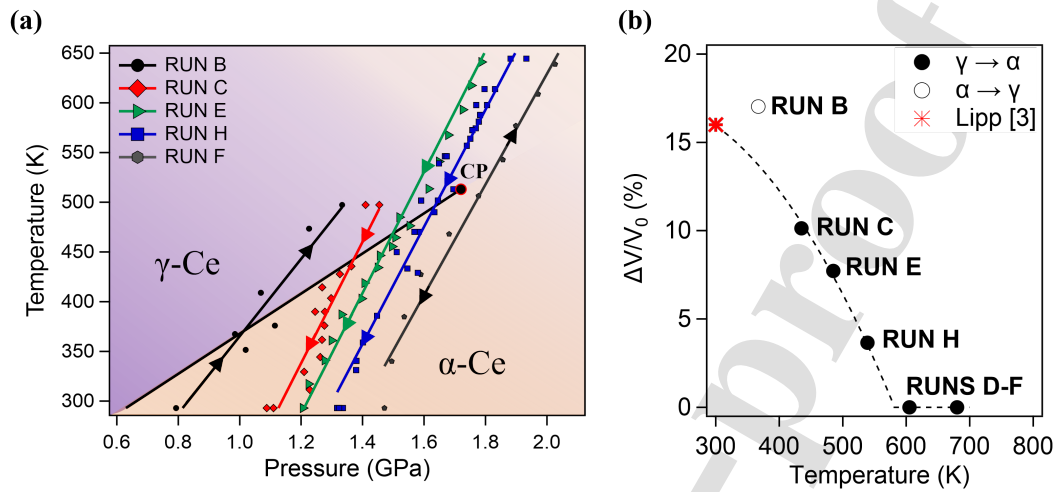 (a)
650
600
550
500
450
400
350
300
Temperature (K)
RUN B
RUN C
RUN E
RUN H
RUN F
CP
γ-Ce
α-Ce
0.6
1.0
1.2
1.4
1.6
1.8
2.0
Pressure (GPa)
(b)
20
15
10
5
0
ΔV/V₀ (%)
γ → α
α → γ
Lipp [3]
RUN B
RUN C
RUN E
RUN H
RUNS D-F
300
400
500
600
700
800
Temperature (K)
-proof